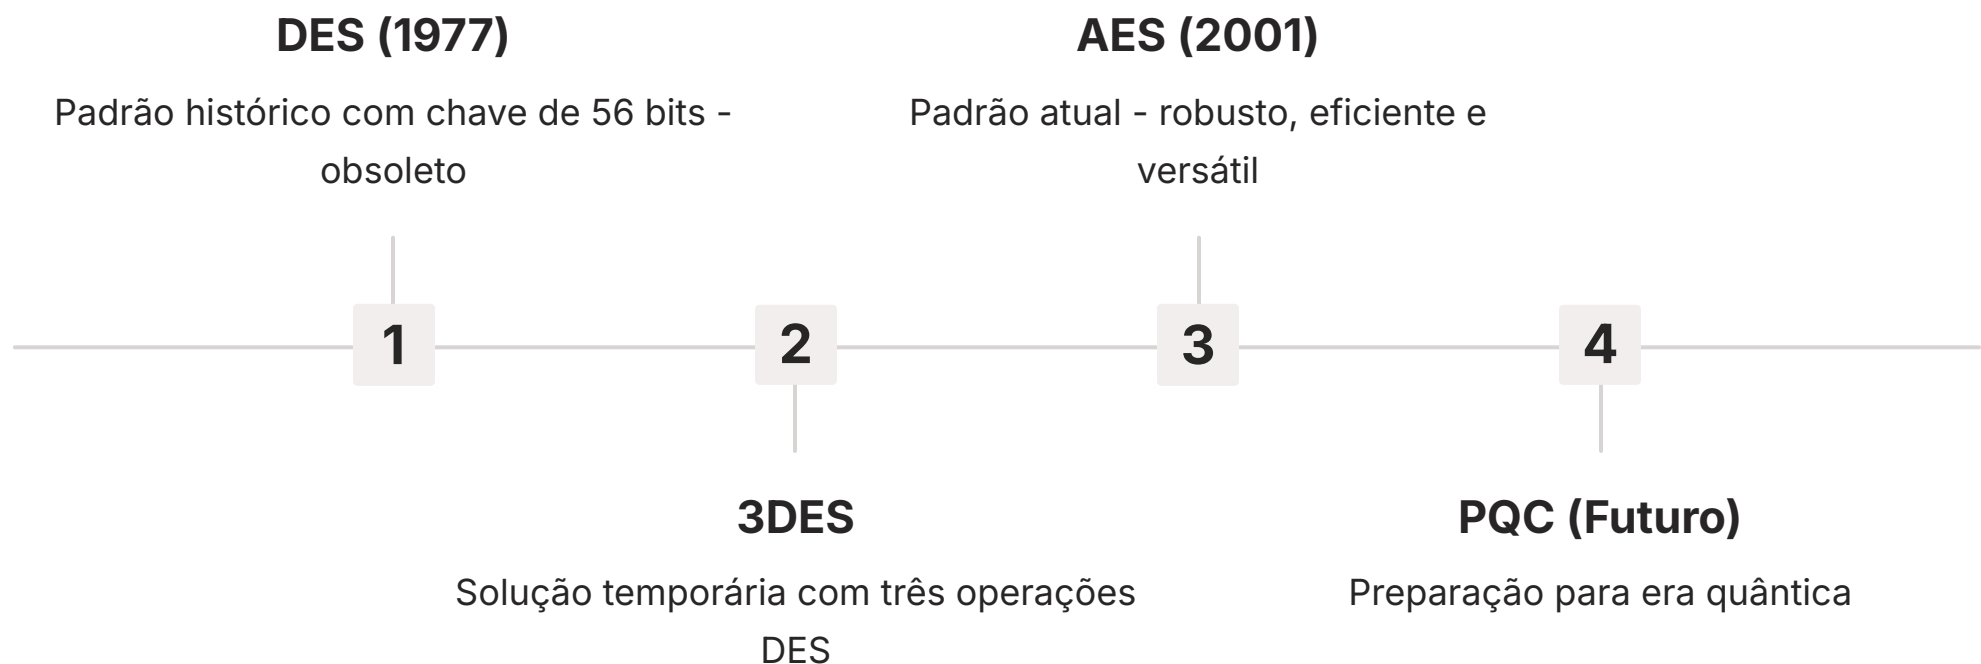 DES (1977)
Padrão histórico com chave de 56 bits -
obsoleto
AES (2001)
Padrão atual - robusto, eficiente e
versátil
1
2
3
4
3DES
Solução temporária com três operações
DES
PQC (Futuro)
Preparação para era quântica